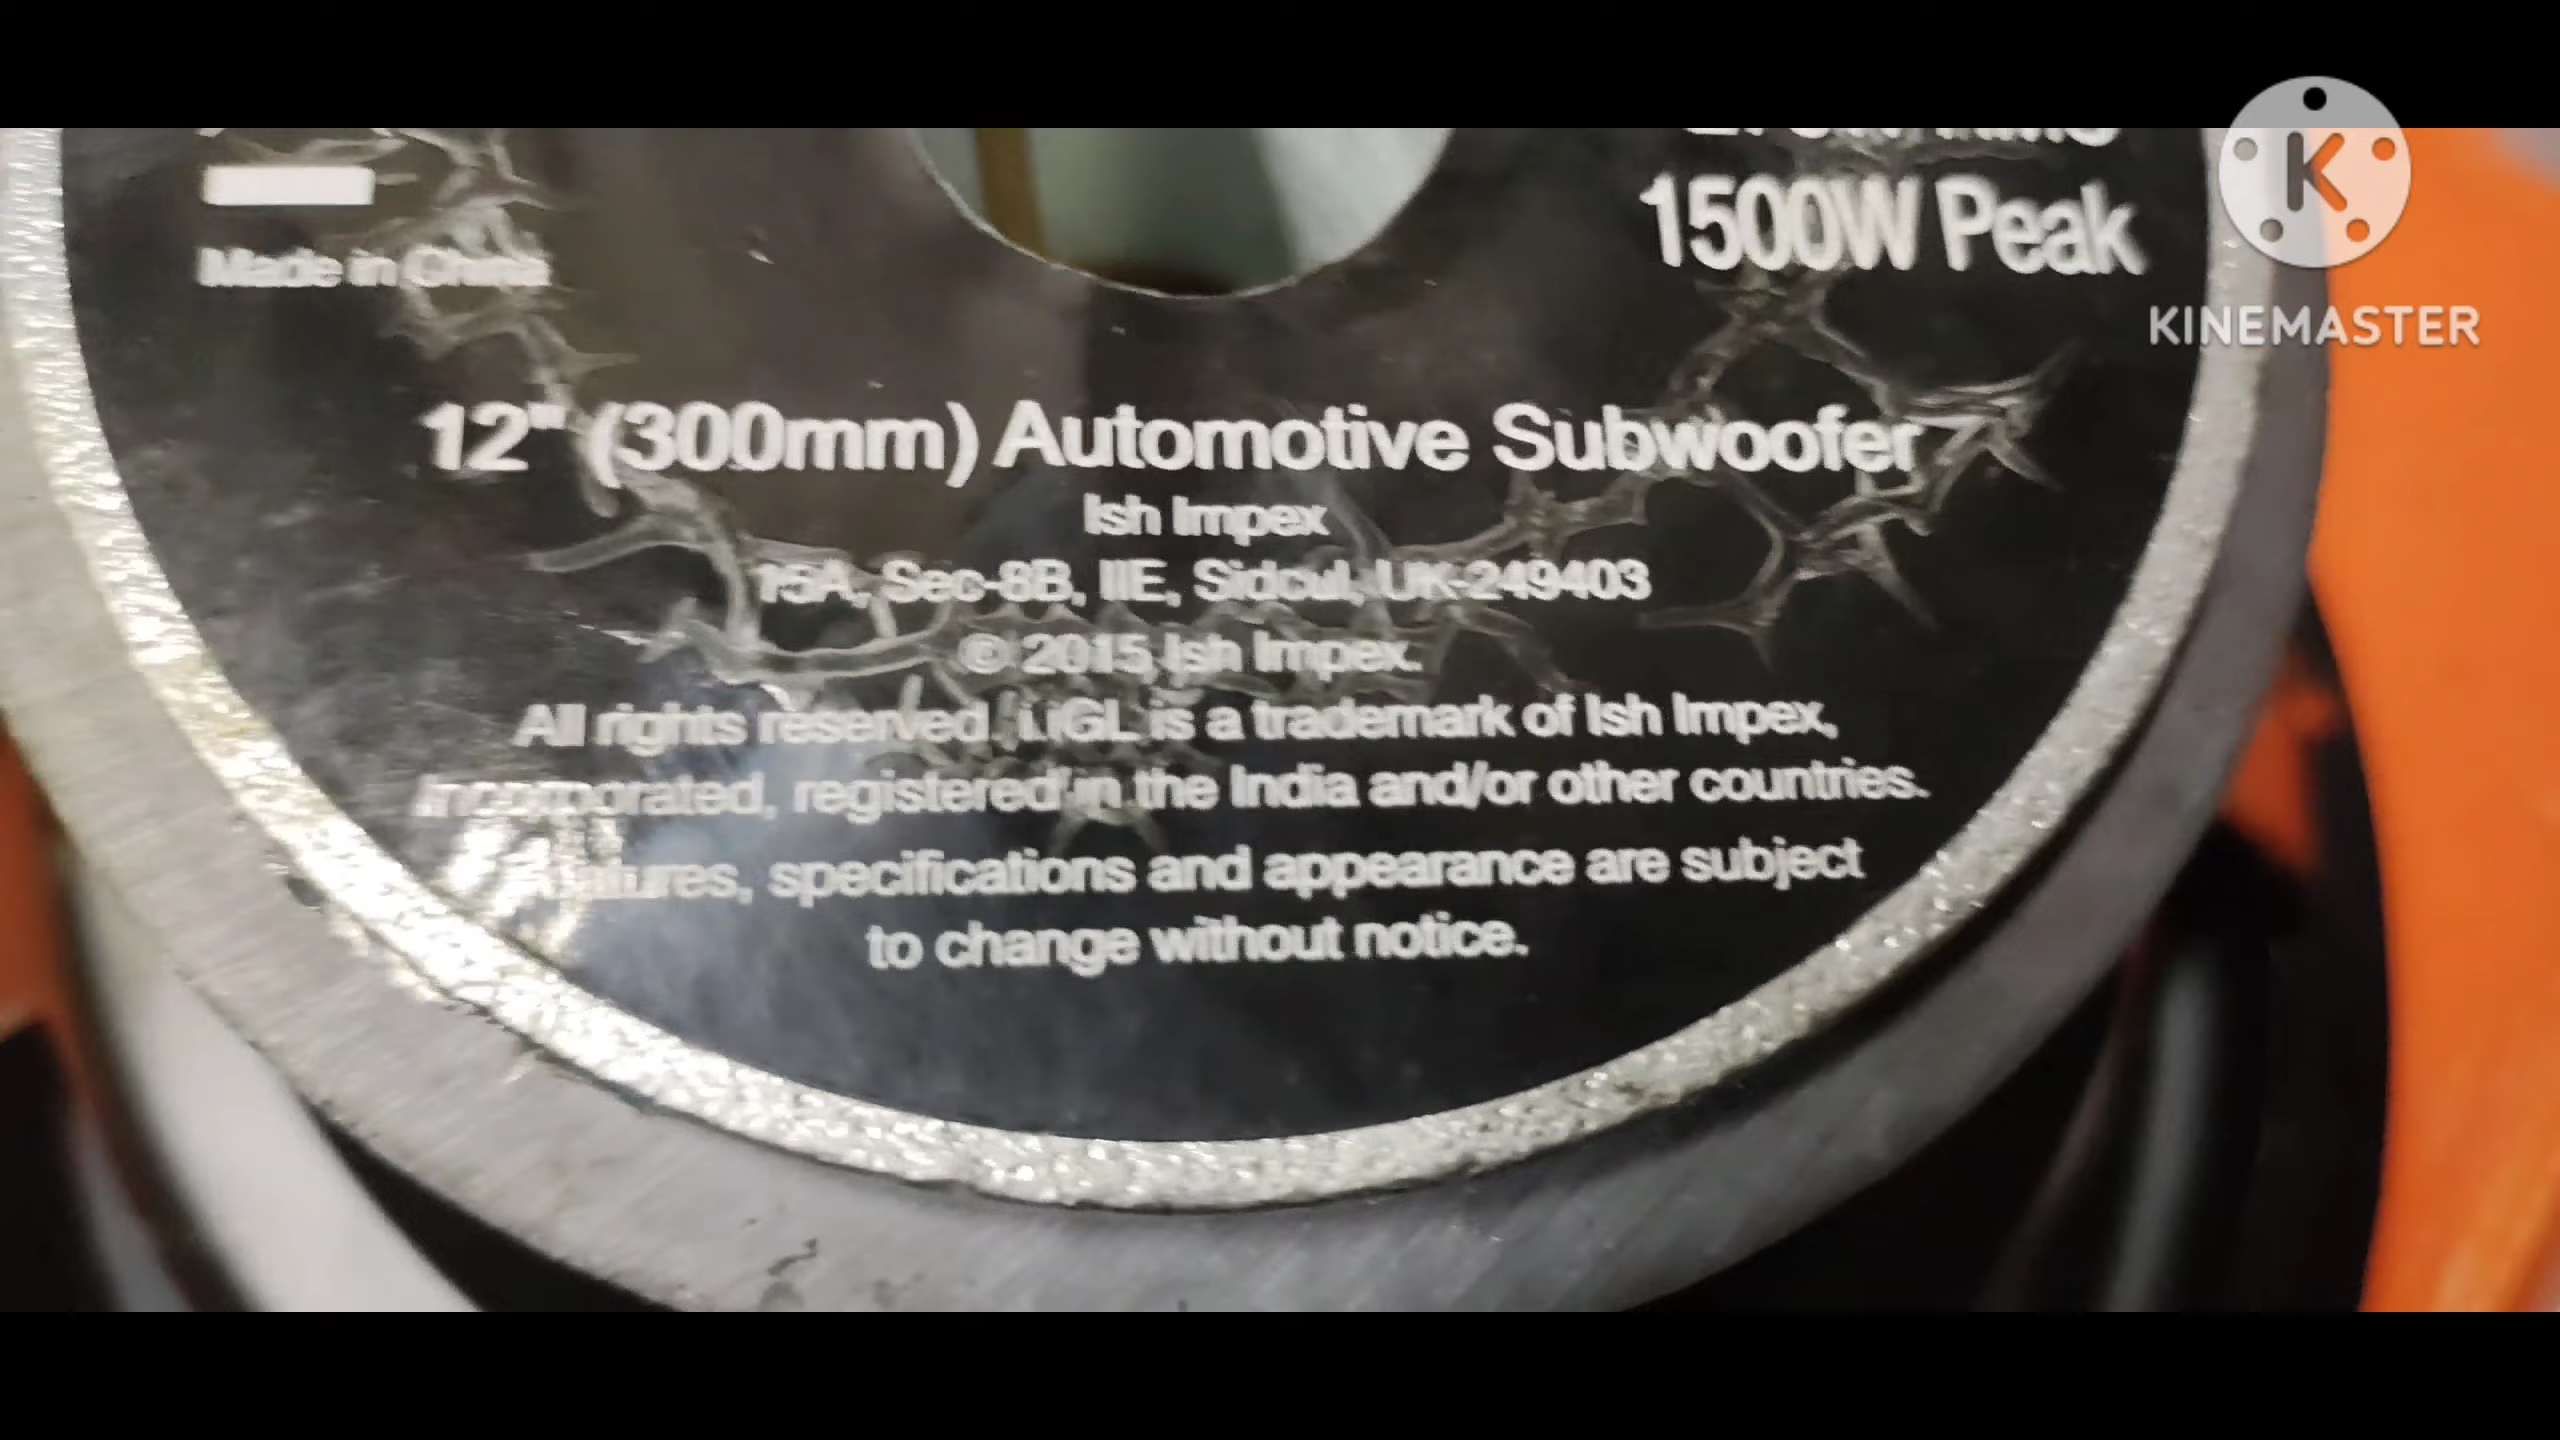 1500W Peak
Made in China
12" (300mm) Automotive Subwoofer
Ish Impex
15A, Sec-8B, IIE, Sidcul, UK-249403
© 2015 Ish Impex.
All rights reserved. is a trademark of Ish Impex,
incorporated, registered in the India and/or other countries.
specifications and appearance are subject
to change without notice.
K
KINEMASTER